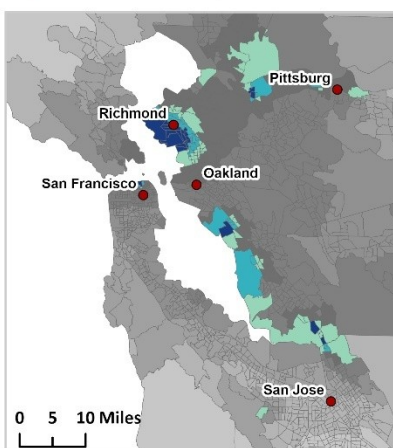 Pittsburg
Richmond
San Francisco
Oakland
San Jose
0 5 10 Miles